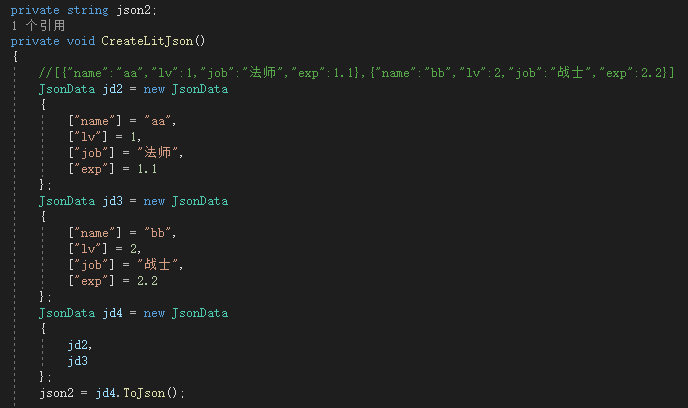 private string json2;
1 个引用
private void CreateLitJson()
{
//[{"name":"aa","lv":1,"job":"法师","exp":1.1},{"name":"bb","lv":2,"job":"战士","exp":2.2}]
JsonData jd2 = new JsonData
{
["name"] = "aa",
["lv"] = 1,
["job"] = "法师",
["exp"] = 1.1
};
JsonData jd3 = new JsonData
{
["name"] = "bb",
["lv"] = 2,
["job"] = "战士",
["exp"] = 2.2
};
JsonData jd4 = new JsonData
{
jd2,
jd3
};
json2 = jd4.ToJson();